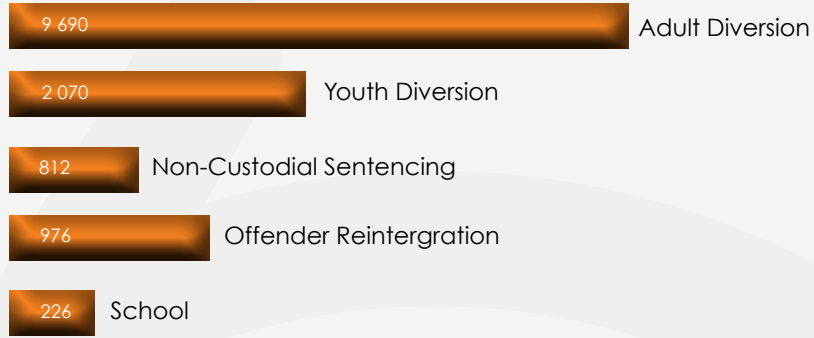 9 690 Adult Diversion
2 070 Youth Diversion
812 Non-Custodial Sentencing
976 Offender Reintergration
226 School